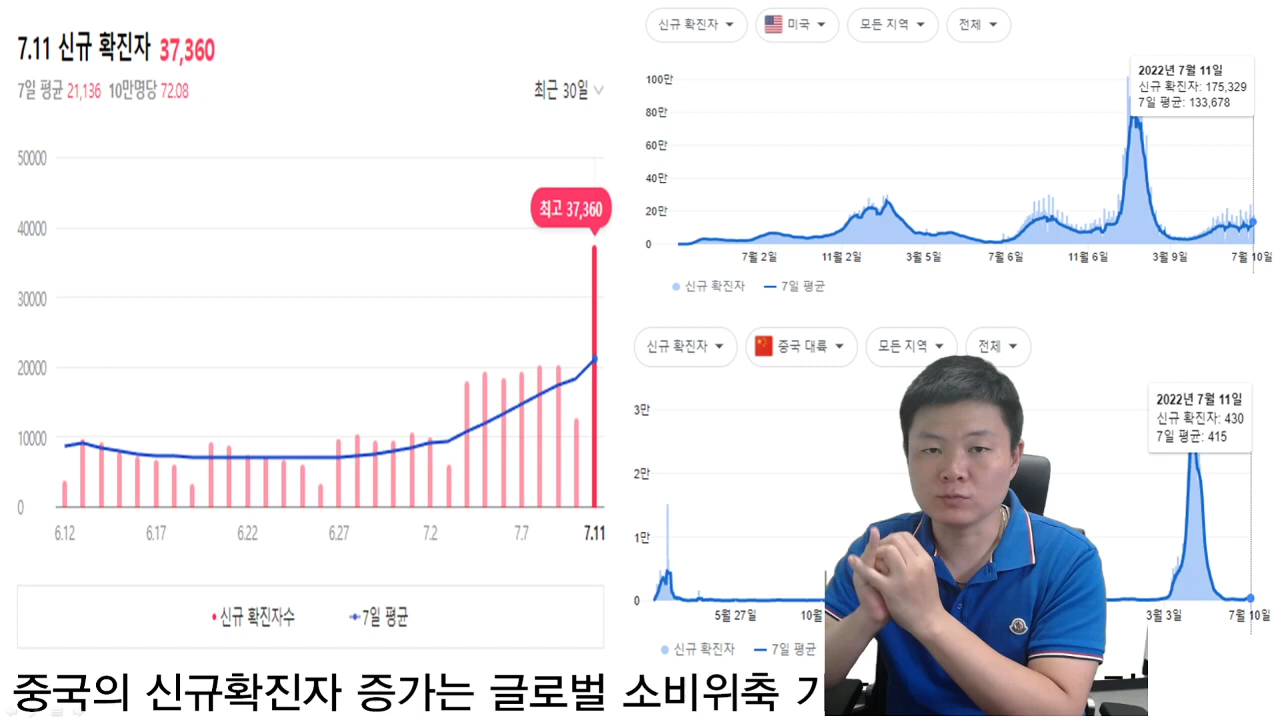 7.11 신규 확진자 37,360
7일 평균 21,136 10만명당 72.08
최근 30일
50000
40000
30000
20000
10000
0
최고 37,360
6.12 6.17 6.22 6.27 7.2 7.7 7.11
신규 확진자수 7일 평균
신규 확진자 미국 모든 지역 전체
100만
80만
60만
40만
20만
0
2022년 7월 11일
신규 확진자: 175,329
7일 평균: 133,678
7월 2일 11월 2일 3월 5일 7월 6일 11월 6일 3월 9일 7월 10일
신규 확진자 7일 평균
신규 확진자 중국 대륙 모든 지역 전체
3만
2만
1만
0
2022년 7월 11일
신규 확진자: 430
7일 평균: 415
5월 27일 10월 3월 3일 7월 10일
신규 확진자 7일 평균
중국의 신규확진자 증가는 글로벌 소비위축